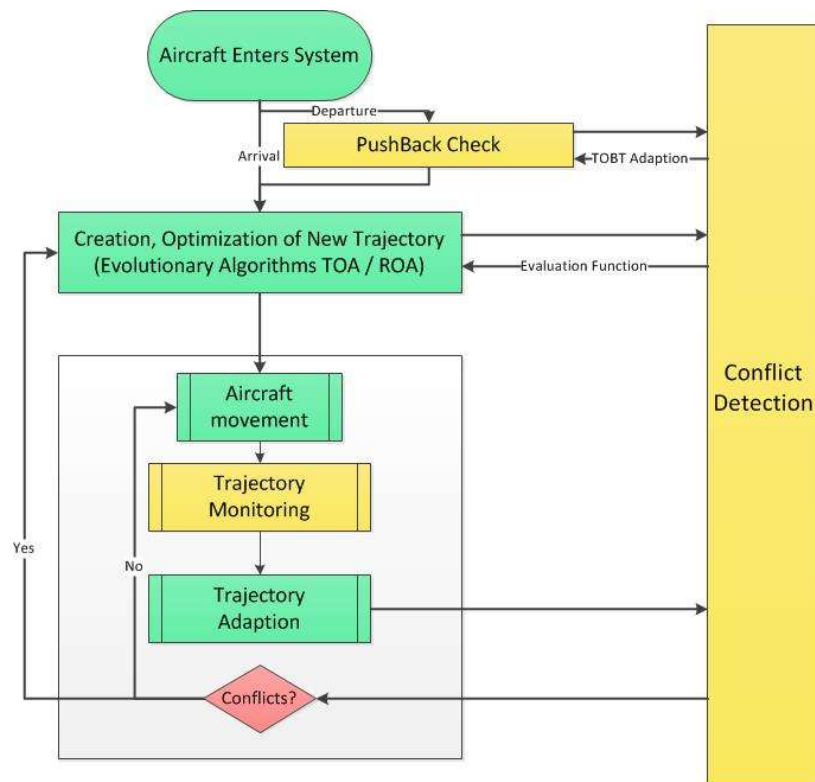 Aircraft Enters System
Departure
PushBack Check
Arrival
TOBT Adaption
Creation, Optimization of New Trajectory
(Evolutionary Algorithms TOA / ROA)
Evaluation Function
Conflict
Detection
Aircraft
movement
Trajectory
Monitoring
Yes
No
Trajectory
Adaption
Conflicts?